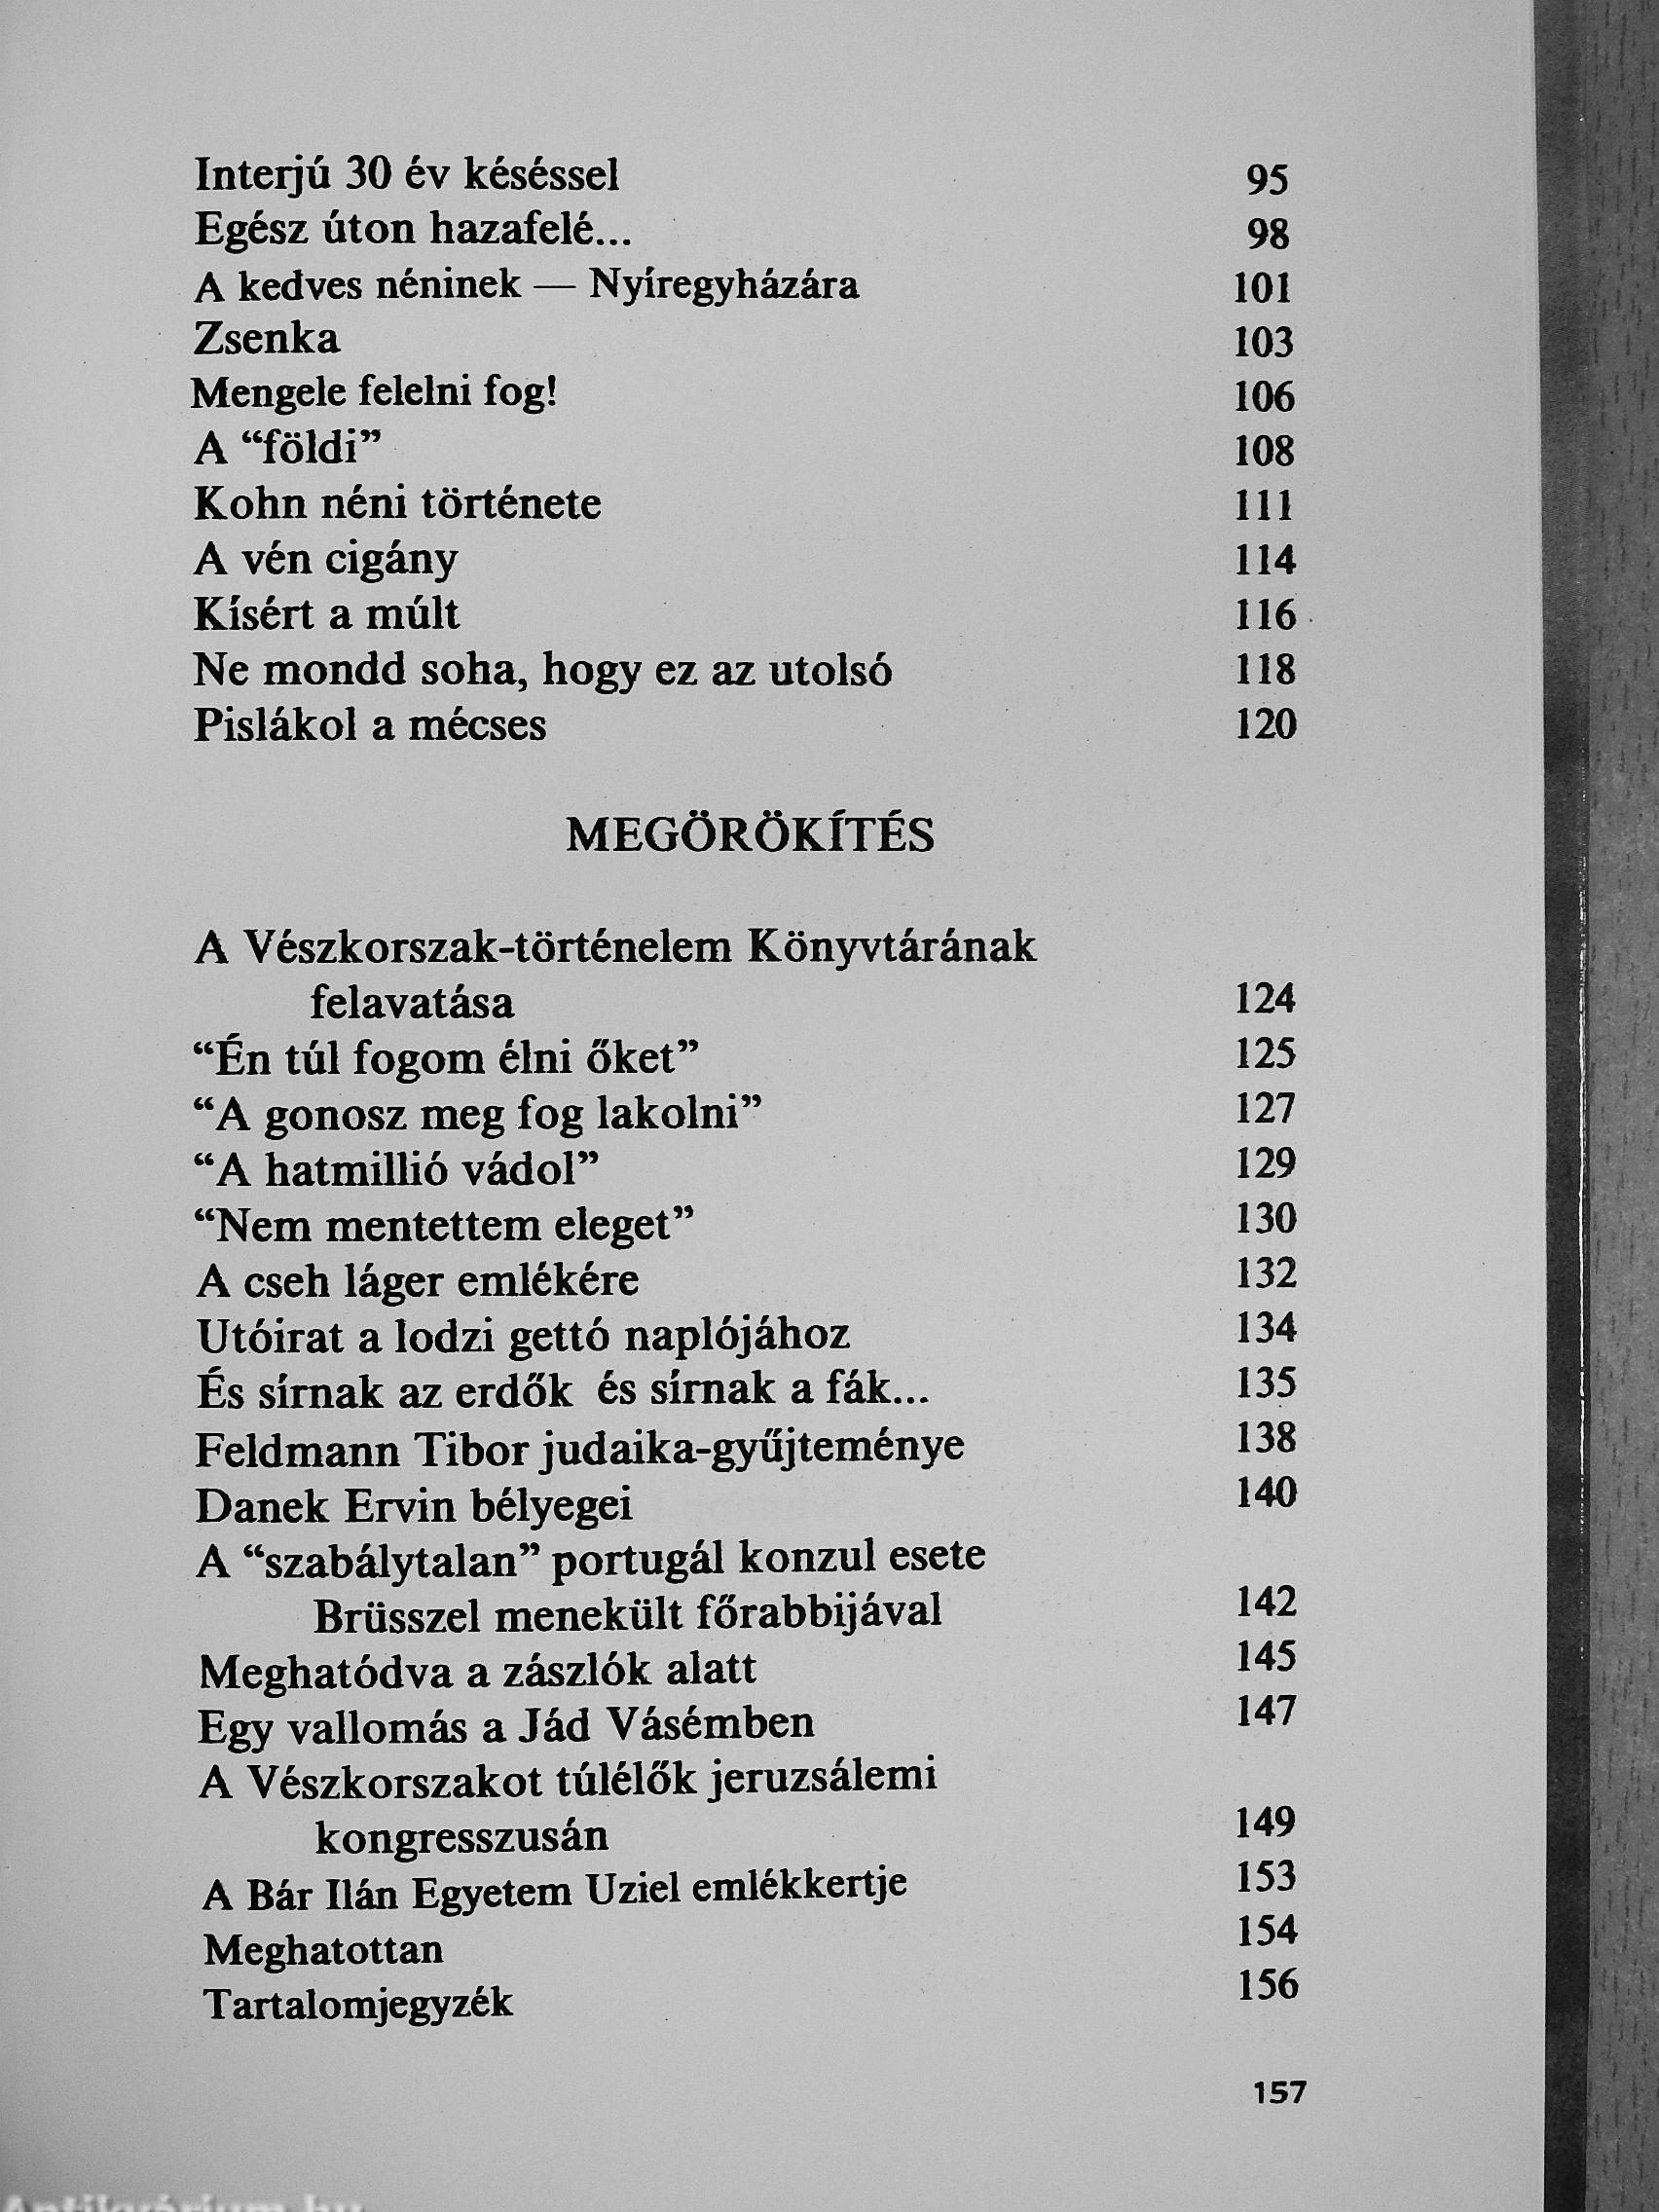 Interjú 30 év késéssel 95
Egész úton hazafelé... 98
A kedves néninek — Nyíregyházára 101
Zsenka 103
Mengele felelni fog! 106
A “földi” 108
Kohn néni története 111
A vén cigány 114
Kísért a múlt 116
Ne mondd soha, hogy ez az utolsó 118
Pislákol a mécses 120
MEGÖRÖKÍTÉS
A Vészkorszak-történelem Könyvtárának
felavatása 124
“Én túl fogom élni őket” 125
“A gonosz meg fog lakolni” 127
“A hatmillió vádol” 129
“Nem mentettem eleget” 130
A cseh láger emlékére 132
Utóirat a lodzi gettó naplójához 134
És sírnak az erdők és sírnak a fák... 135
Feldmann Tibor judaika-gyűjteménye 138
Danek Ervin bélyegei 140
A “szabálytalan” portugál konzul esete
Brüsszel menekült főrabbijával 142
Meghatódva a zászlók alatt 145
Egy vallomás a Jád Vásémben 147
A Vészkorszakot túlélők jeruzsálemi
kongresszusán 149
A Bár Ilán Egyetem Uziel emlékkertje 153
Meghatottan 154
Tartalomjegyzék 156
157
Antikvárium.hu